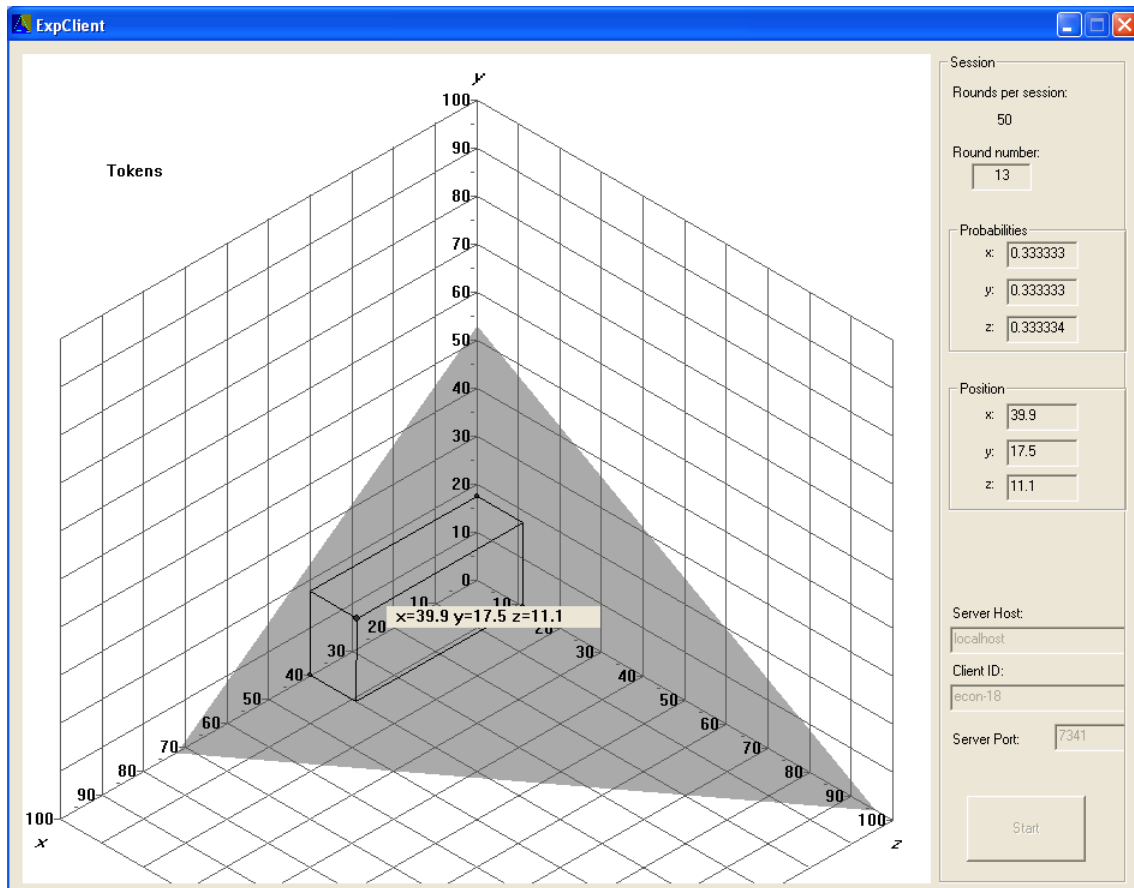 ExpClient
Tokens
y
100
90
80
70
60
50
40
30
20
10
0
10
20
30
40
50
60
70
80
90
100
x
10
20
30
40
50
60
70
80
90
100
z
x=39.9 y=17.5 z=11.1
Session
Rounds per session:
50
Round number:
13
Probabilities
x: 0.333333
y: 0.333333
z: 0.333334
Position
x: 39.9
y: 17.5
z: 11.1
Server Host:
localhost
Client ID:
econ-18
Server Port: 7341
Start